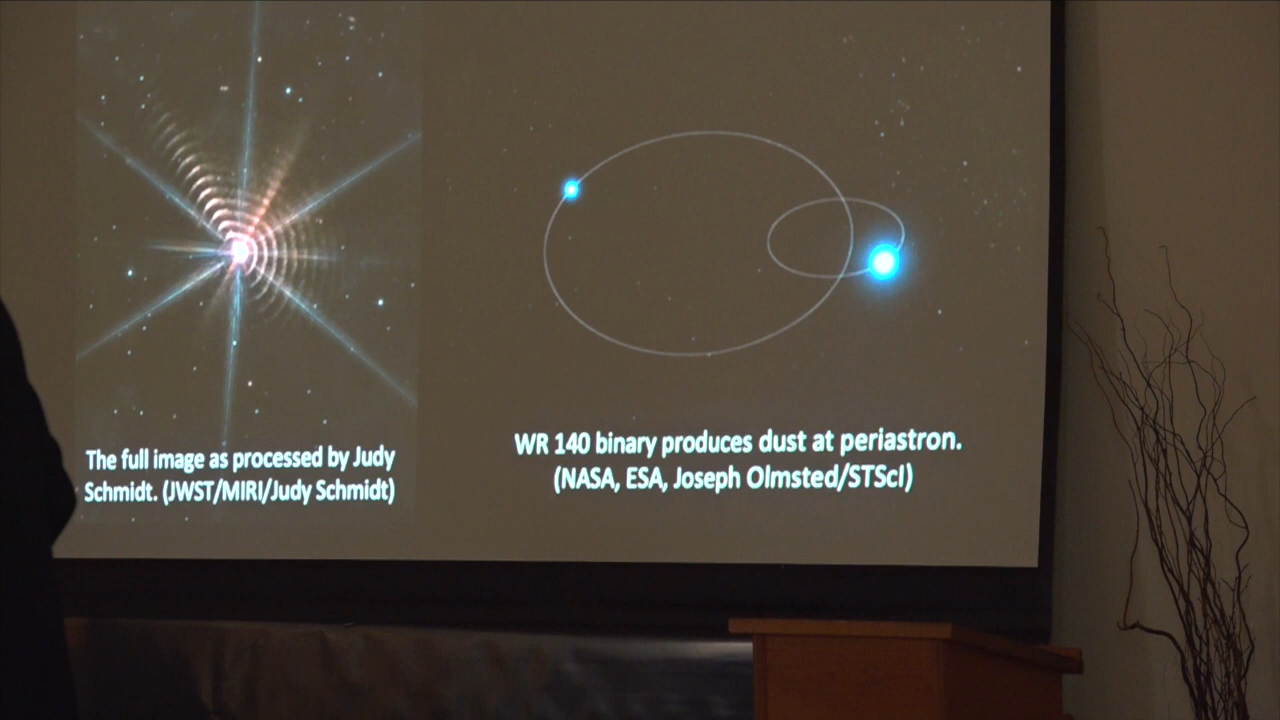 The full image as processed by Judy
Schmidt. (JWST/MIRI/Judy Schmidt)
WR 140 binary produces dust at periastron.
(NASA, ESA, Joseph Olmsted/STScI)